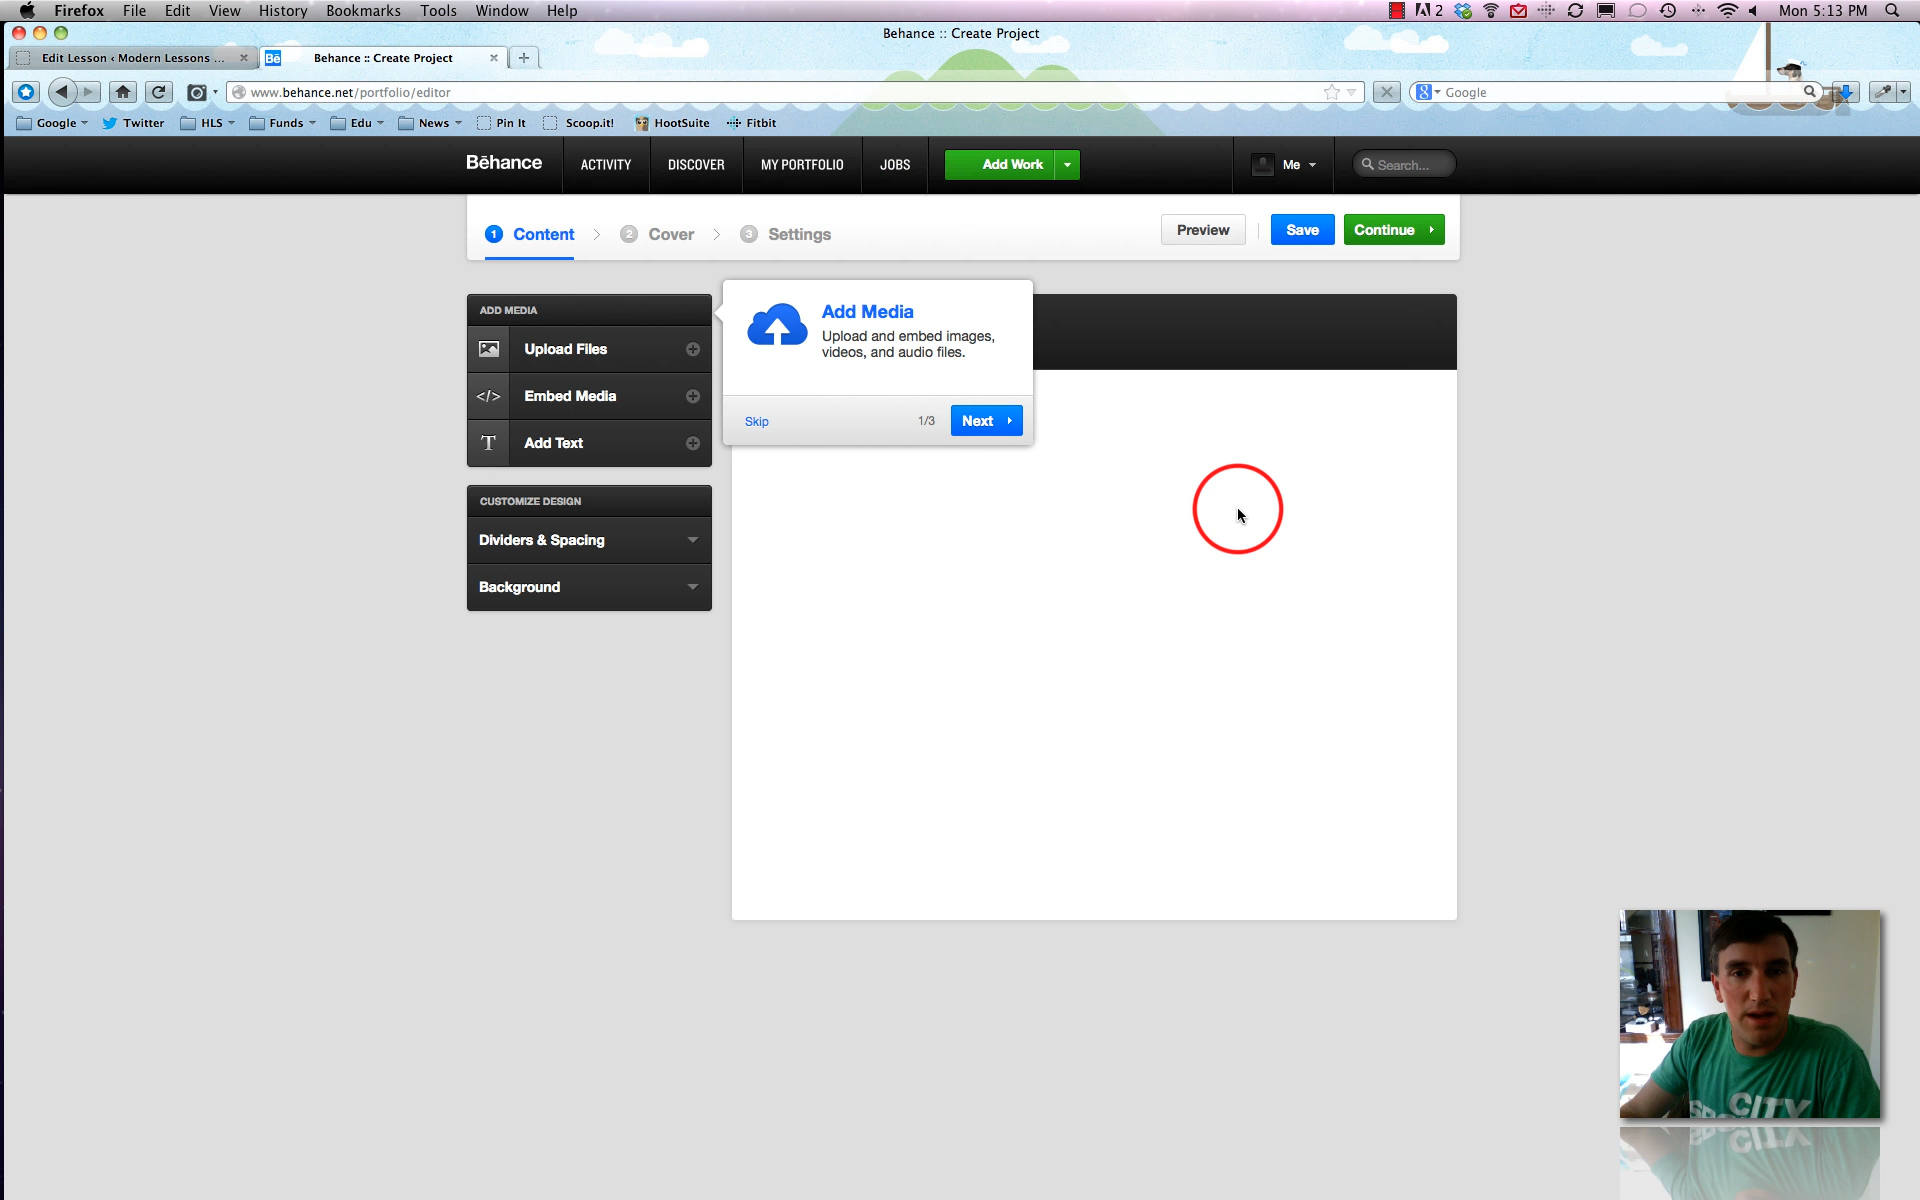 Firefox File Edit View History Bookmarks Tools Window Help 2 Mon 5:13 PM
Behance :: Create Project
Edit Lesson ‹ Modern Lessons ... Bē Behance :: Create Project
www.behance.net/portfolio/editor Google
Google Twitter HLS Funds Edu News Pin It Scoop.it! HootSuite Fitbit
Bēhance ACTIVITY DISCOVER MY PORTFOLIO JOBS Add Work Me Search...
1 Content 2 Cover 3 Settings Preview Save Continue
ADD MEDIA
Upload Files
</> Embed Media
T Add Text
Add Media
Upload and embed images,
videos, and audio files.
Skip 1/3 Next
CUSTOMIZE DESIGN
Dividers & Spacing
Background
CITY